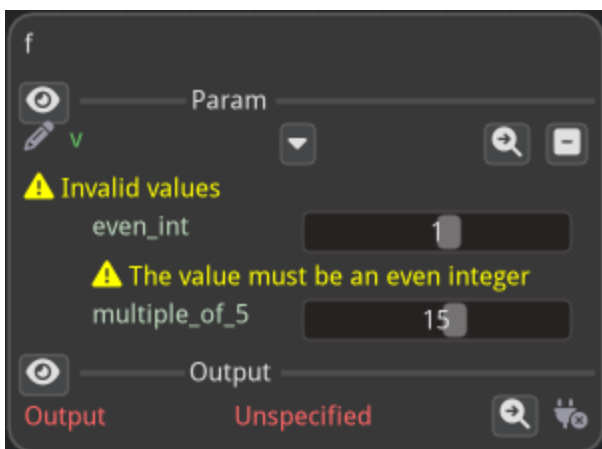 f
Param
v
Invalid values
even_int 1
The value must be an even integer
multiple_of_5 15
Output
Output Unspecified